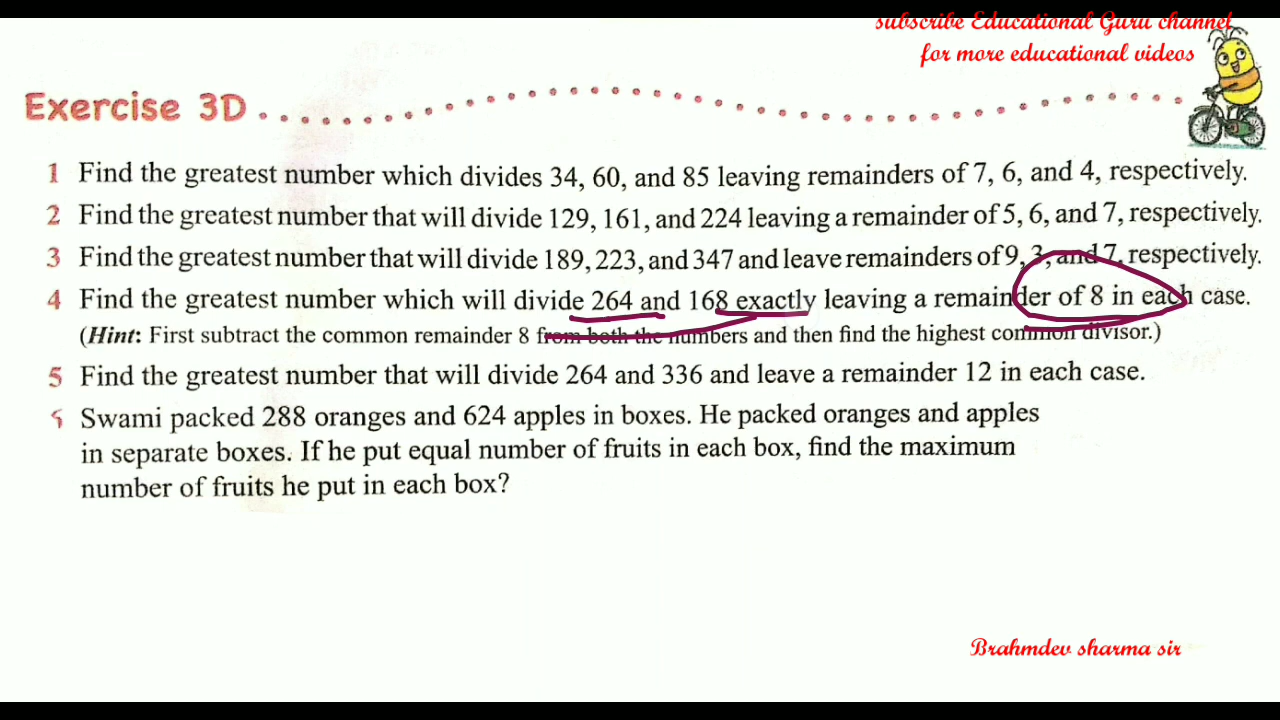 subscribe Educational Guru channel
for more educational videos
Exercise 3D
1 Find the greatest number which divides 34, 60, and 85 leaving remainders of 7, 6, and 4, respectively.
2 Find the greatest number that will divide 129, 161, and 224 leaving a remainder of 5, 6, and 7, respectively.
3 Find the greatest number that will divide 189, 223, and 347 and leave remainders of 9, 3, and 7, respectively.
4 Find the greatest number which will divide 264 and 168 exactly leaving a remainder of 8 in each case.
(Hint: First subtract the common remainder 8 from both the numbers and then find the highest common divisor.)
5 Find the greatest number that will divide 264 and 336 and leave a remainder 12 in each case.
Swami packed 288 oranges and 624 apples in boxes. He packed oranges and apples
in separate boxes. If he put equal number of fruits in each box, find the maximum
number of fruits he put in each box?
Brahmdev sharma sir